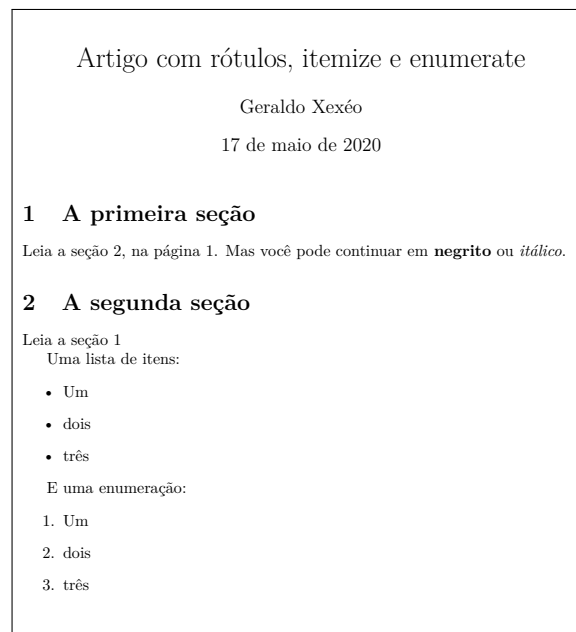 Artigo com rótulos, itemize e enumerate
Geraldo Xexéo
17 de maio de 2020
1 A primeira seção
Leia a seção 2, na página 1. Mas você pode continuar em negrito ou itálico.
2 A segunda seção
Leia a seção 1
Uma lista de itens:
• Um
• dois
• três
E uma enumeração:
1. Um
2. dois
3. três